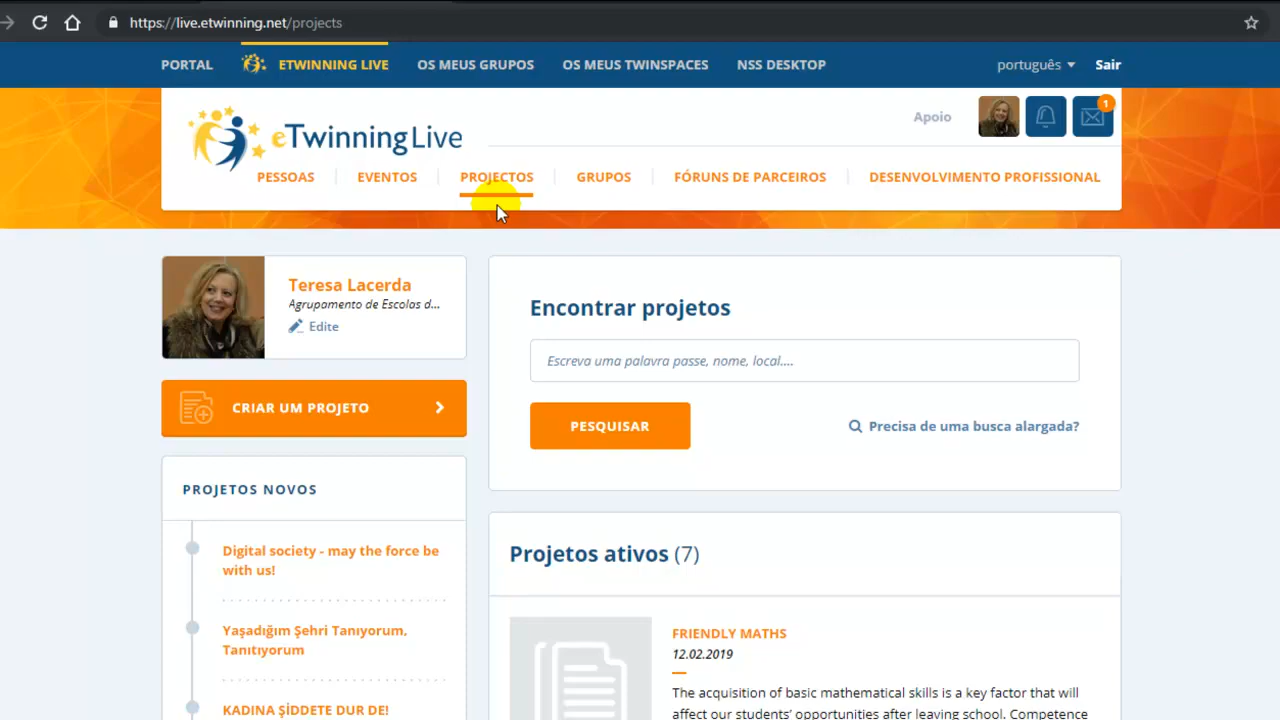 https://live.etwinning.net/projects
PORTAL ETWINNING LIVE OS MEUS GRUPOS OS MEUS TWINSPACES NSS DESKTOP português Sair
eTwinningLive
Apoio
1
PESSOAS EVENTOS PROJECTOS GRUPOS FÓRUNS DE PARCEIROS DESENVOLVIMENTO PROFISSIONAL
Teresa Lacerda
Agrupamento de Escolas d...
Edite
CRIAR UM PROJETO
PROJETOS NOVOS
Digital society - may the force be
with us!
Yaşadığım Şehri Tanıyorum,
Tanıtıyorum
KADINA ŞİDDETE DUR DE!
Encontrar projetos
Escreva uma palavra passe, nome, local....
PESQUISAR
Precisa de uma busca alargada?
Projetos ativos (7)
FRIENDLY MATHS
12.02.2019
The acquisition of basic mathematical skills is a key factor that will
affect our students' opportunities after leaving school. Competence